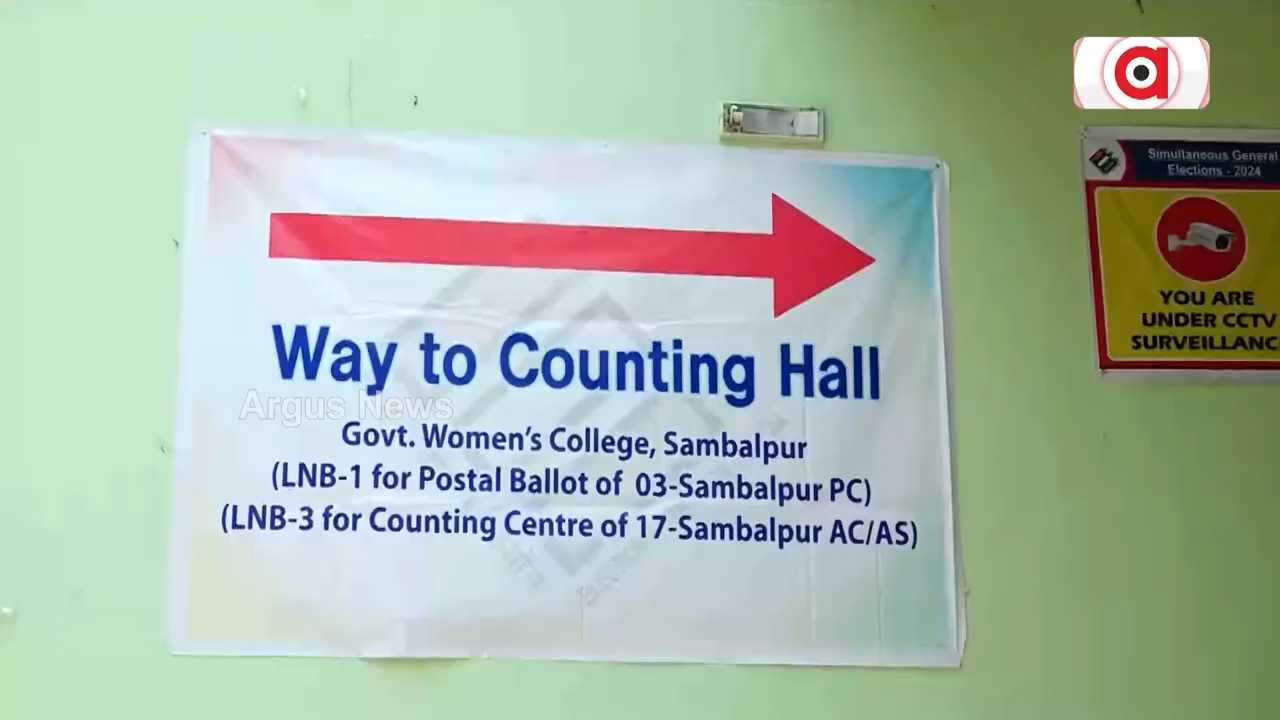 Way to Counting Hall
Argus News
Govt. Women's College, Sambalpur
(LNB-1 for Postal Ballot of 03-Sambalpur PC)
(LNB-3 for Counting Centre of 17-Sambalpur AC/AS)
a
Simultaneous General
Elections - 2024
YOU ARE
UNDER CCTV
SURVEILLANC